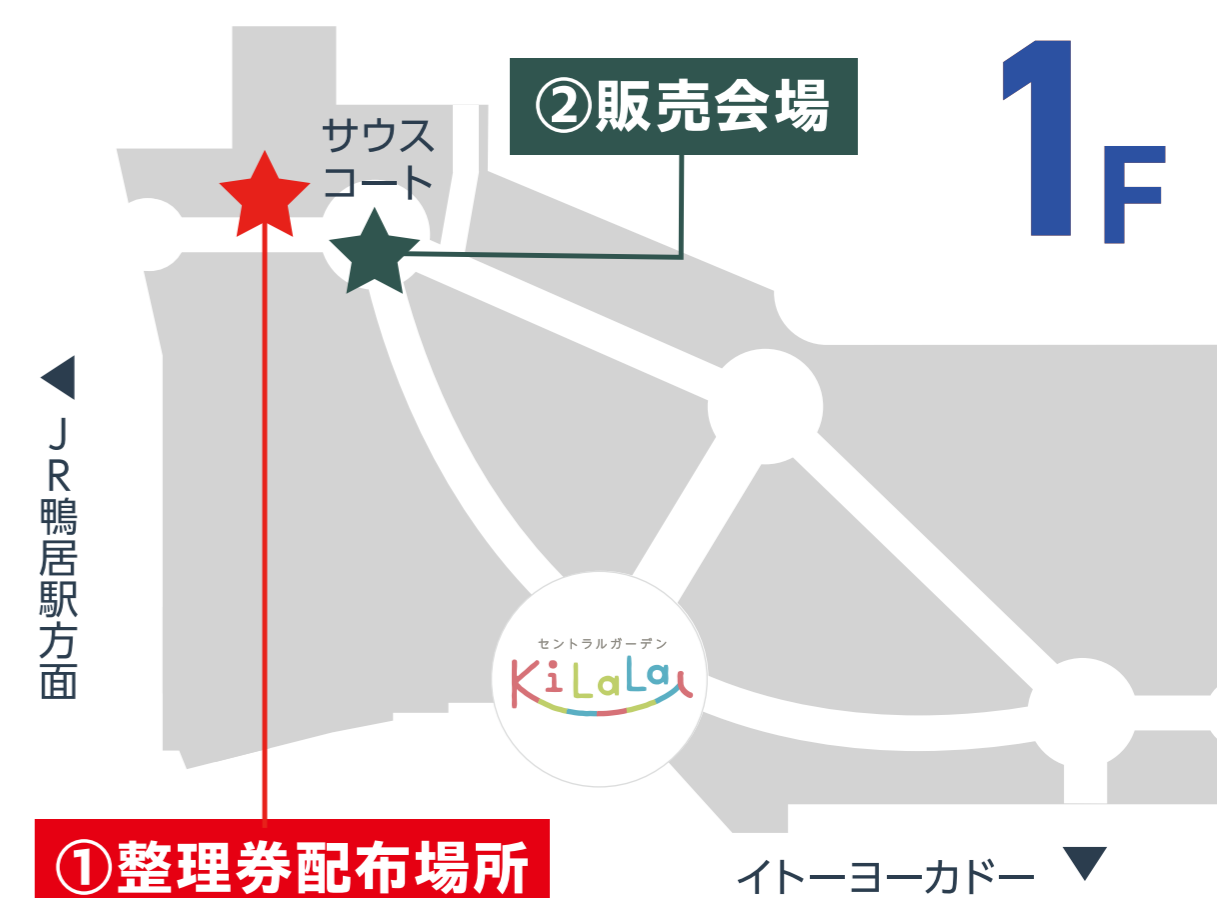 1F
②販売会場
サウス
コート
JR鴨居駅方面
セントラルガーデン
KiLaLa
①整理券配布場所
イトーヨーカドー